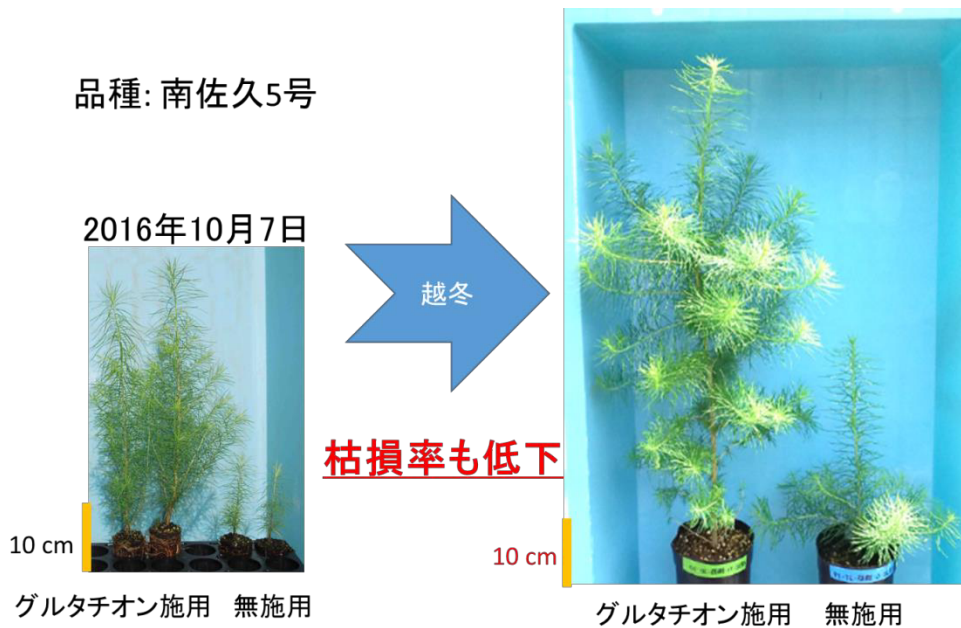 品種: 南佐久5号
2016年10月7日
越冬
枯損率も低下
10 cm
10 cm
グルタチオン施用 無施用
グルタチオン施用 無施用